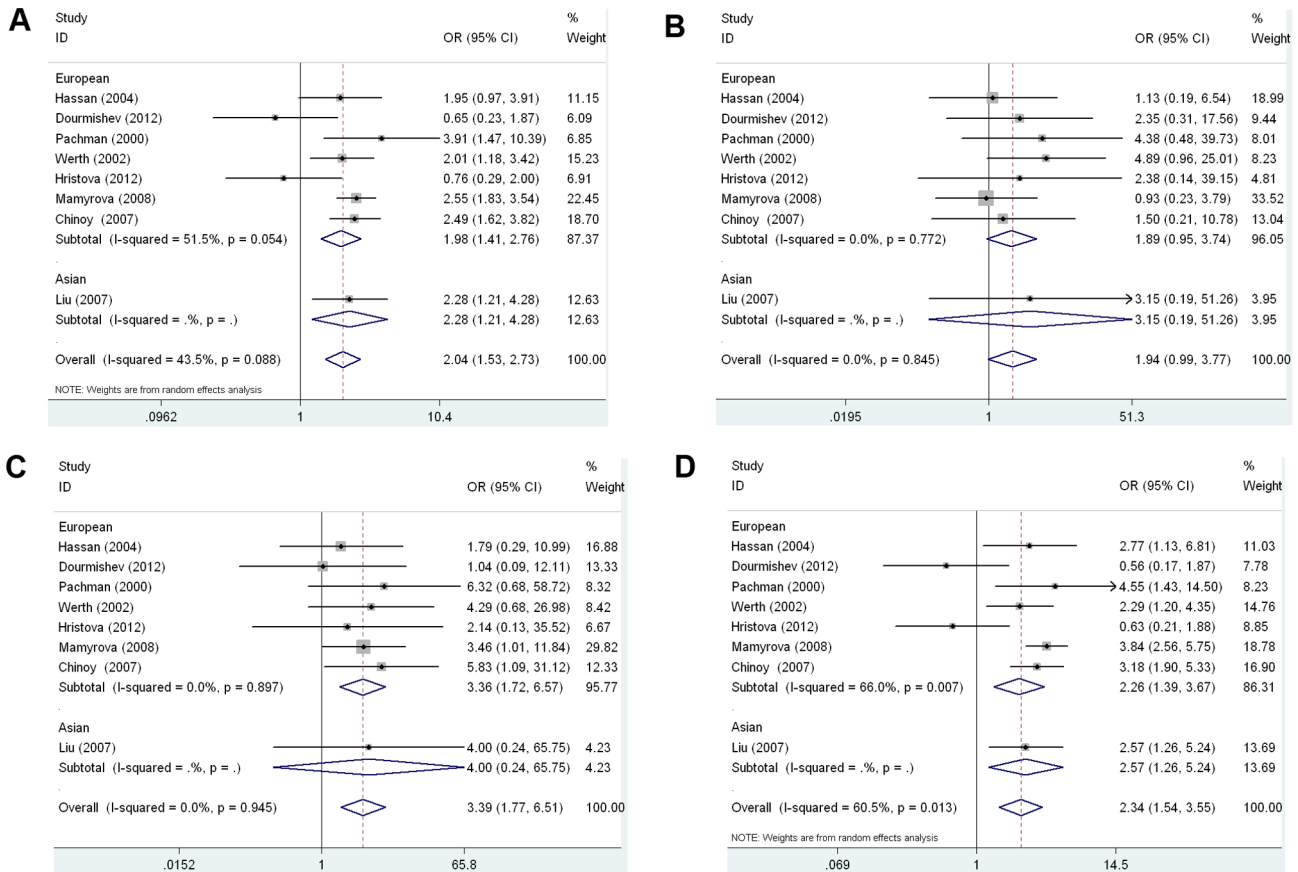 A
Study %
ID OR (95% CI) Weight
European
Hassan (2004) 1.95 (0.97, 3.91) 11.15
Dourmishev (2012) 0.65 (0.23, 1.87) 6.09
Pachman (2000) 3.91 (1.47, 10.39) 6.85
Werth (2002) 2.01 (1.18, 3.42) 15.23
Hristova (2012) 0.76 (0.29, 2.00) 6.91
Mamyrova (2008) 2.55 (1.83, 3.54) 22.45
Chinoy (2007) 2.49 (1.62, 3.82) 18.70
Subtotal (I-squared = 51.5%, p = 0.054) 1.98 (1.41, 2.76) 87.37
.
Asian
Liu (2007) 2.28 (1.21, 4.28) 12.63
Subtotal (I-squared = .%, p = .) 2.28 (1.21, 4.28) 12.63
.
Overall (I-squared = 43.5%, p = 0.088) 2.04 (1.53, 2.73) 100.00
NOTE: Weights are from random effects analysis
.0962 1 10.4
B
Study %
ID OR (95% CI) Weight
European
Hassan (2004) 1.13 (0.19, 6.54) 18.99
Dourmishev (2012) 2.35 (0.31, 17.56) 9.44
Pachman (2000) 4.38 (0.48, 39.73) 8.01
Werth (2002) 4.89 (0.96, 25.01) 8.23
Hristova (2012) 2.38 (0.14, 39.15) 4.81
Mamyrova (2008) 0.93 (0.23, 3.79) 33.52
Chinoy (2007) 1.50 (0.21, 10.78) 13.04
Subtotal (I-squared = 0.0%, p = 0.772) 1.89 (0.95, 3.74) 96.05
.
Asian
Liu (2007) 3.15 (0.19, 51.26) 3.95
Subtotal (I-squared = .%, p = .) 3.15 (0.19, 51.26) 3.95
.
Overall (I-squared = 0.0%, p = 0.845) 1.94 (0.99, 3.77) 100.00
.0195 1 51.3
C
Study %
ID OR (95% CI) Weight
European
Hassan (2004) 1.79 (0.29, 10.99) 16.88
Dourmishev (2012) 1.04 (0.09, 12.11) 13.33
Pachman (2000) 6.32 (0.68, 58.72) 8.32
Werth (2002) 4.29 (0.68, 26.98) 8.42
Hristova (2012) 2.14 (0.13, 35.52) 6.67
Mamyrova (2008) 3.46 (1.01, 11.84) 29.82
Chinoy (2007) 5.83 (1.09, 31.12) 12.33
Subtotal (I-squared = 0.0%, p = 0.897) 3.36 (1.72, 6.57) 95.77
.
Asian
Liu (2007) 4.00 (0.24, 65.75) 4.23
Subtotal (I-squared = .%, p = .) 4.00 (0.24, 65.75) 4.23
.
Overall (I-squared = 0.0%, p = 0.945) 3.39 (1.77, 6.51) 100.00
.0152 1 65.8
D
Study %
ID OR (95% CI) Weight
European
Hassan (2004) 2.77 (1.13, 6.81) 11.03
Dourmishev (2012) 0.56 (0.17, 1.87) 7.78
Pachman (2000) 4.55 (1.43, 14.50) 8.23
Werth (2002) 2.29 (1.20, 4.35) 14.76
Hristova (2012) 0.63 (0.21, 1.88) 8.85
Mamyrova (2008) 3.84 (2.56, 5.75) 18.78
Chinoy (2007) 3.18 (1.90, 5.33) 16.90
Subtotal (I-squared = 66.0%, p = 0.007) 2.26 (1.39, 3.67) 86.31
.
Asian
Liu (2007) 2.57 (1.26, 5.24) 13.69
Subtotal (I-squared = .%, p = .) 2.57 (1.26, 5.24) 13.69
.
Overall (I-squared = 60.5%, p = 0.013) 2.34 (1.54, 3.55) 100.00
NOTE: Weights are from random effects analysis
.069 1 14.5